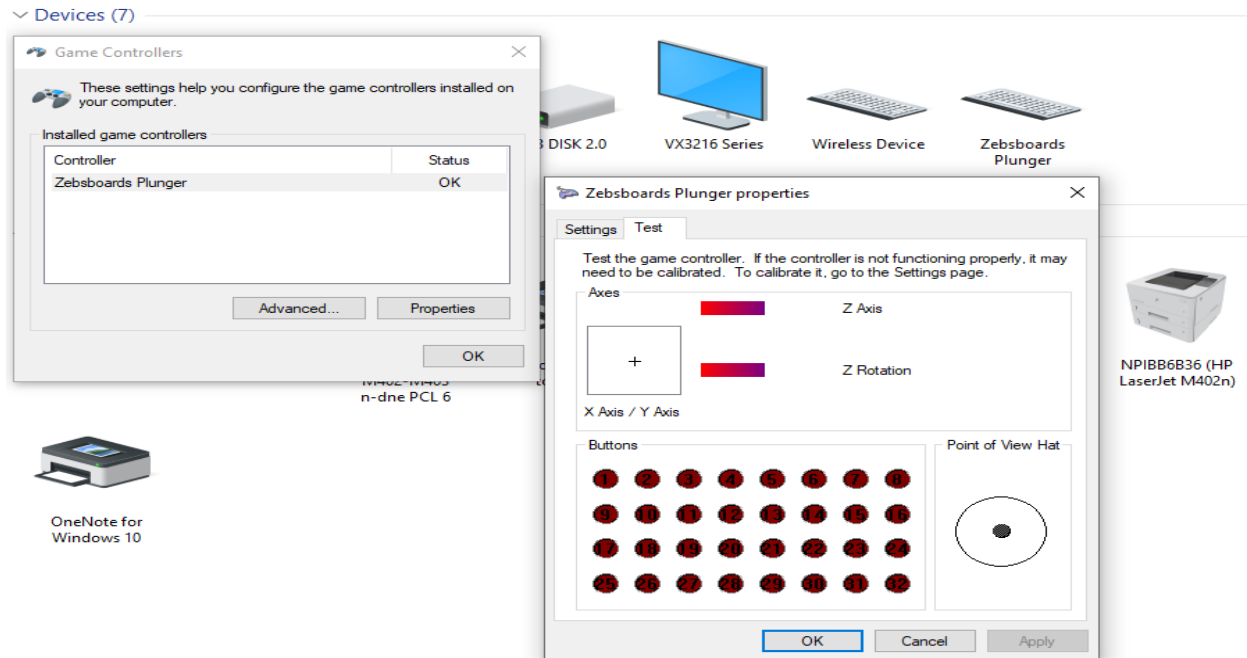 Devices (7)
Game Controllers
These settings help you configure the game controllers installed on
your computer.
Installed game controllers
Controller
Status
Zebsboards Plunger
OK
Advanced...
Properties
OK
DISK 2.0
VX3216 Series
Wireless Device
Zebsboards
Plunger
Zebsboards Plunger properties
Settings
Test
Test the game controller. If the controller is not functioning properly, it may
need to be calibrated. To calibrate it, go to the Settings page.
Axes
Z Axis
Z Rotation
X Axis / Y Axis
Buttons
1 2 3 4 5 6 7 8
9 10 11 12 13 14 15 16
17 18 19 20 21 22 23 24
25 26 27 28 29 30 31 32
Point of View Hat
OK
Cancel
Apply
n-dne PCL 6
NPIBB6B36 (HP
LaserJet M402n)
OneNote for
Windows 10